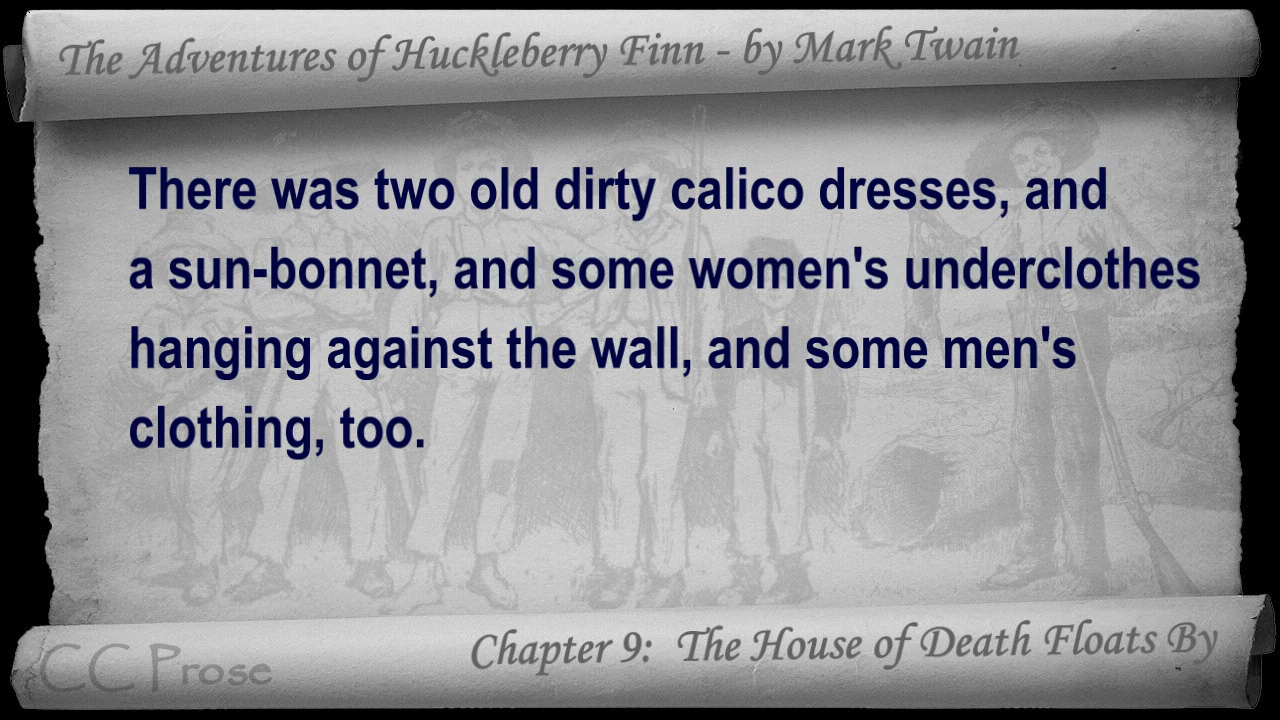 The Adventures of Huckleberry Finn - by Mark Twain
There was two old dirty calico dresses, and
a sun-bonnet, and some women's underclothes
hanging against the wall, and some men's
clothing, too.
Chapter 9: The House of Death Floats By
CC Prose